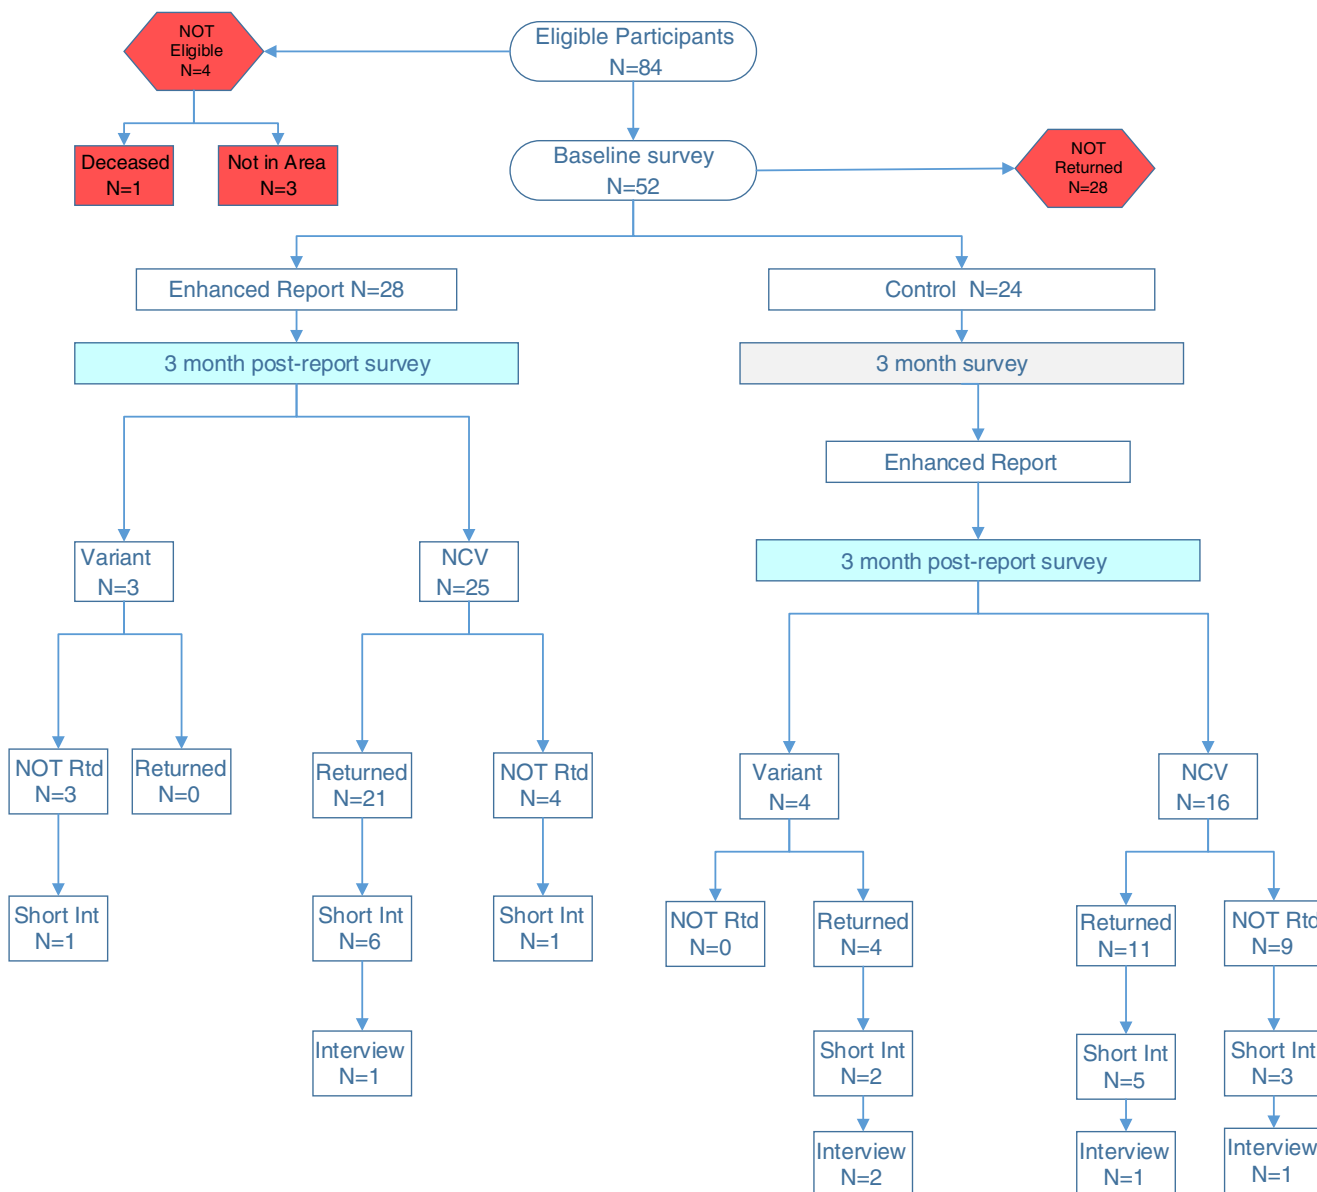 NOT
Eligible
N=4
Eligible Participants
N=84
Deceased
N=1
Not in Area
N=3
Baseline survey
N=52
NOT
Returned
N=28
Enhanced Report N=28
Control N=24
3 month post-report survey
3 month survey
Enhanced Report
3 month post-report survey
Variant
N=3
NCV
N=25
NOT Rtd
N=3
Returned
N=0
Returned
N=21
NOT Rtd
N=4
Variant
N=4
NCV
N=16
Short Int
N=1
Short Int
N=6
Short Int
N=1
NOT Rtd
N=0
Returned
N=4
Returned
N=11
NOT Rtd
N=9
Interview
N=1
Short Int
N=2
Short Int
N=5
Short Int
N=3
Interview
N=2
Interview
N=1
Interview
N=1